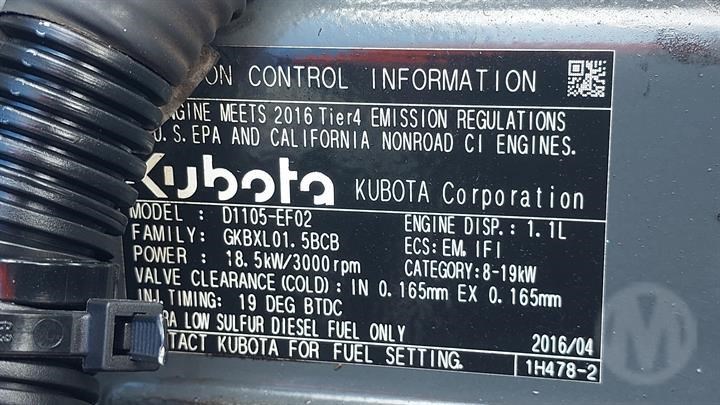 ON CONTROL INFORMATION
ENGINE MEETS 2016 Tier4 EMISSION REGULATIONS
U.S. EPA AND CALIFORNIA NONROAD CI ENGINES.
Kubota KUBOTA Corporation
MODEL : D1105-EF02 ENGINE DISP.: 1.1L
FAMILY: GKBXL01.5BCB ECS: EM, IFI
POWER : 18.5kW/3000rpm CATEGORY: 8-19kW
VALVE CLEARANCE (COLD) : IN 0.165mm EX 0.165mm
INJ. TIMING: 19 DEG BTDC
RA LOW SULFUR DIESEL FUEL ONLY 2016/04
TACT KUBOTA FOR FUEL SETTING. 1H478-2
M